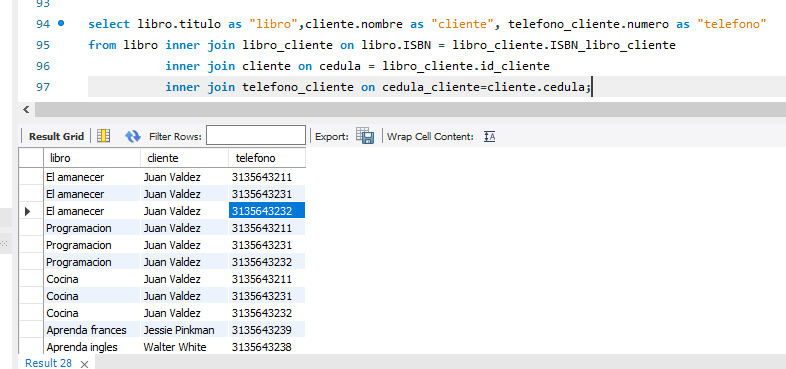 93
94 select libro.titulo as "libro",cliente.nombre as "cliente", telefono_cliente.numero as "telefono"
95 from libro inner join libro_cliente on libro.ISBN = libro_cliente.ISBN_libro_cliente
96 inner join cliente on cedula = libro_cliente.id_cliente
97 inner join telefono_cliente on cedula_cliente=cliente.cedula;
Result Grid Filter Rows: Export: Wrap Cell Content:
libro cliente telefono
El amanecer Juan Valdez 3135643211
El amanecer Juan Valdez 3135643231
El amanecer Juan Valdez 3135643232
Programacion Juan Valdez 3135643211
Programacion Juan Valdez 3135643231
Programacion Juan Valdez 3135643232
Cocina Juan Valdez 3135643211
Cocina Juan Valdez 3135643231
Cocina Juan Valdez 3135643232
Aprenda frances Jessie Pinkman 3135643239
Aprenda ingles Walter White 3135643238
Result 28